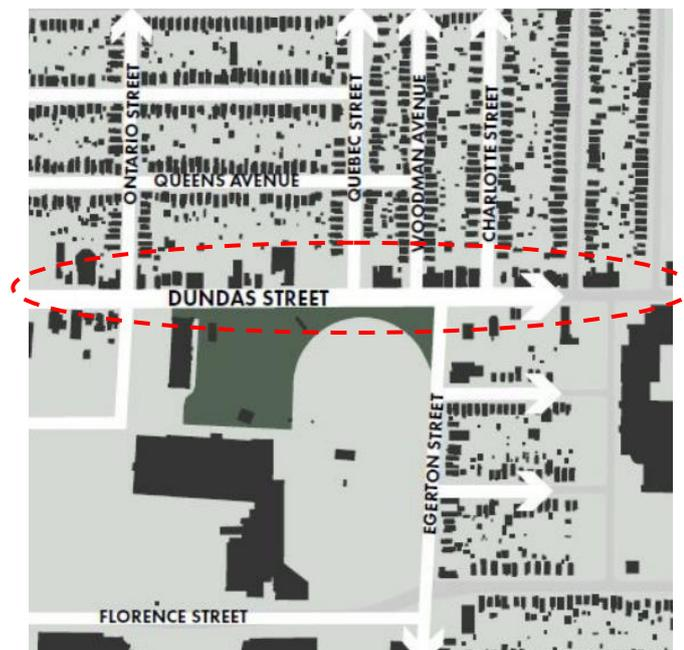 ONTARIO STREET
QUEBEC STREET
WOODMAN AVENUE
CHARLOTTE STREET
QUEENS AVENUE
DUNDAS STREET
EGERTON STREET
FLORENCE STREET